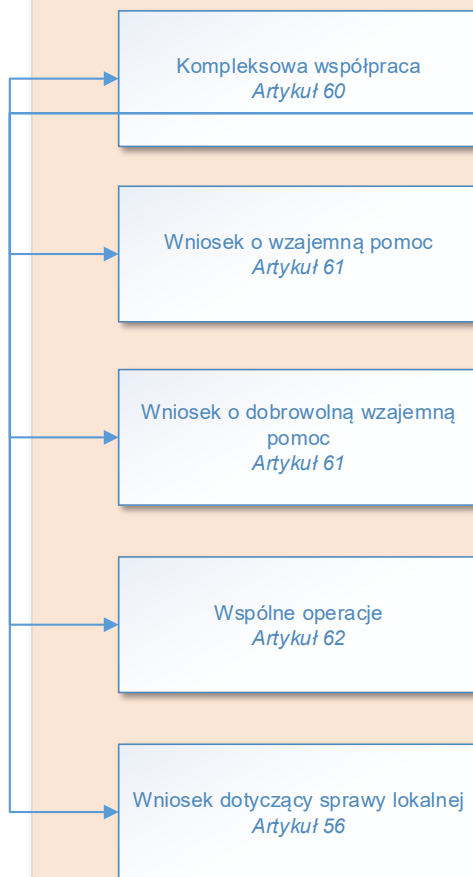 Kompleksowa współpraca
Artykuł 60
Wniosek o wzajemną pomoc
Artykuł 61
Wniosek o dobrowolną wzajemną
pomoc
Artykuł 61
Wspólne operacje
Artykuł 62
Wniosek dotyczący sprawy lokalnej
Artykuł 56